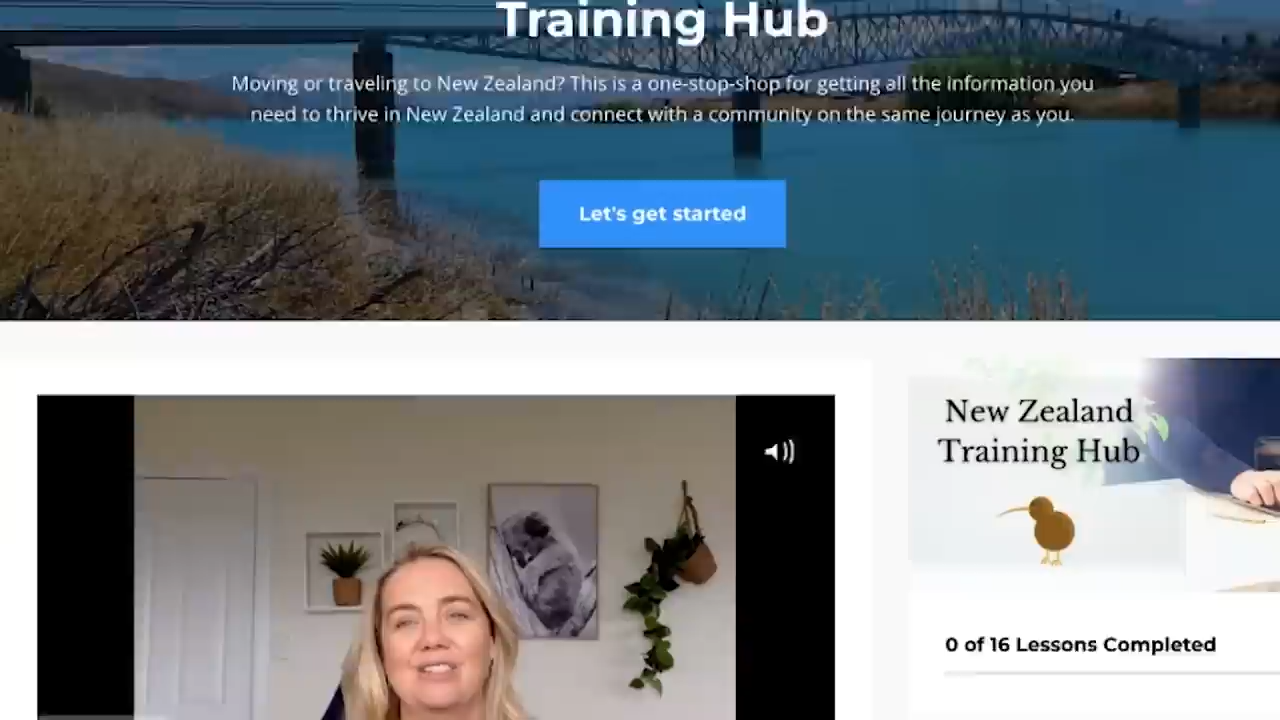 Training Hub
Moving or traveling to New Zealand? This is a one-stop-shop for getting all the information you
need to thrive in New Zealand and connect with a community on the same journey as you.
Let's get started
New Zealand
Training Hub
0 of 16 Lessons Completed